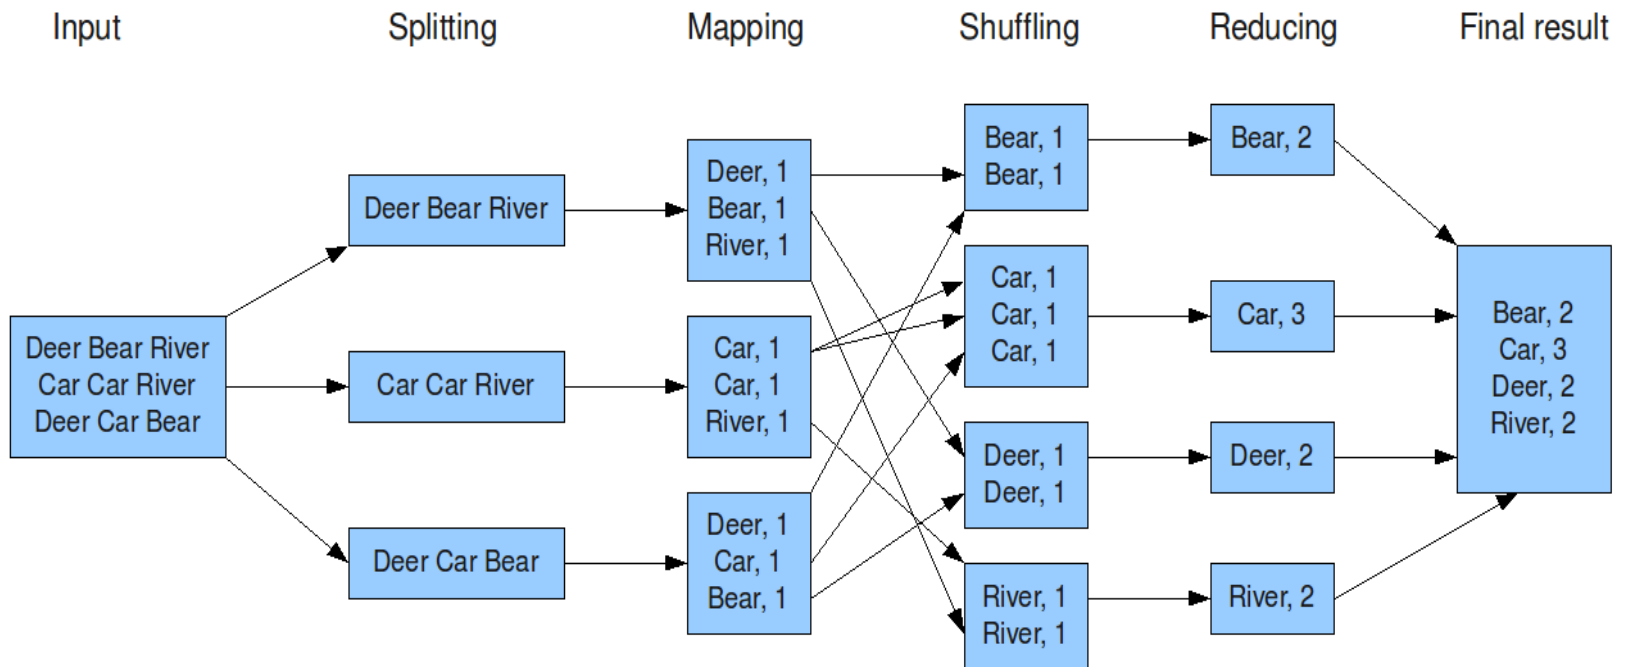 Input
Splitting
Mapping
Shuffling
Reducing
Final result
Deer Bear River
Car Car River
Deer Car Bear
Deer Bear River
Car Car River
Deer Car Bear
Deer, 1
Bear, 1
River, 1
Car, 1
Car, 1
River, 1
Deer, 1
Car, 1
Bear, 1
Bear, 1
Bear, 1
Car, 1
Car, 1
Car, 1
Deer, 1
Deer, 1
River, 1
River, 1
Bear, 2
Car, 3
Deer, 2
River, 2
Bear, 2
Car, 3
Deer, 2
River, 2